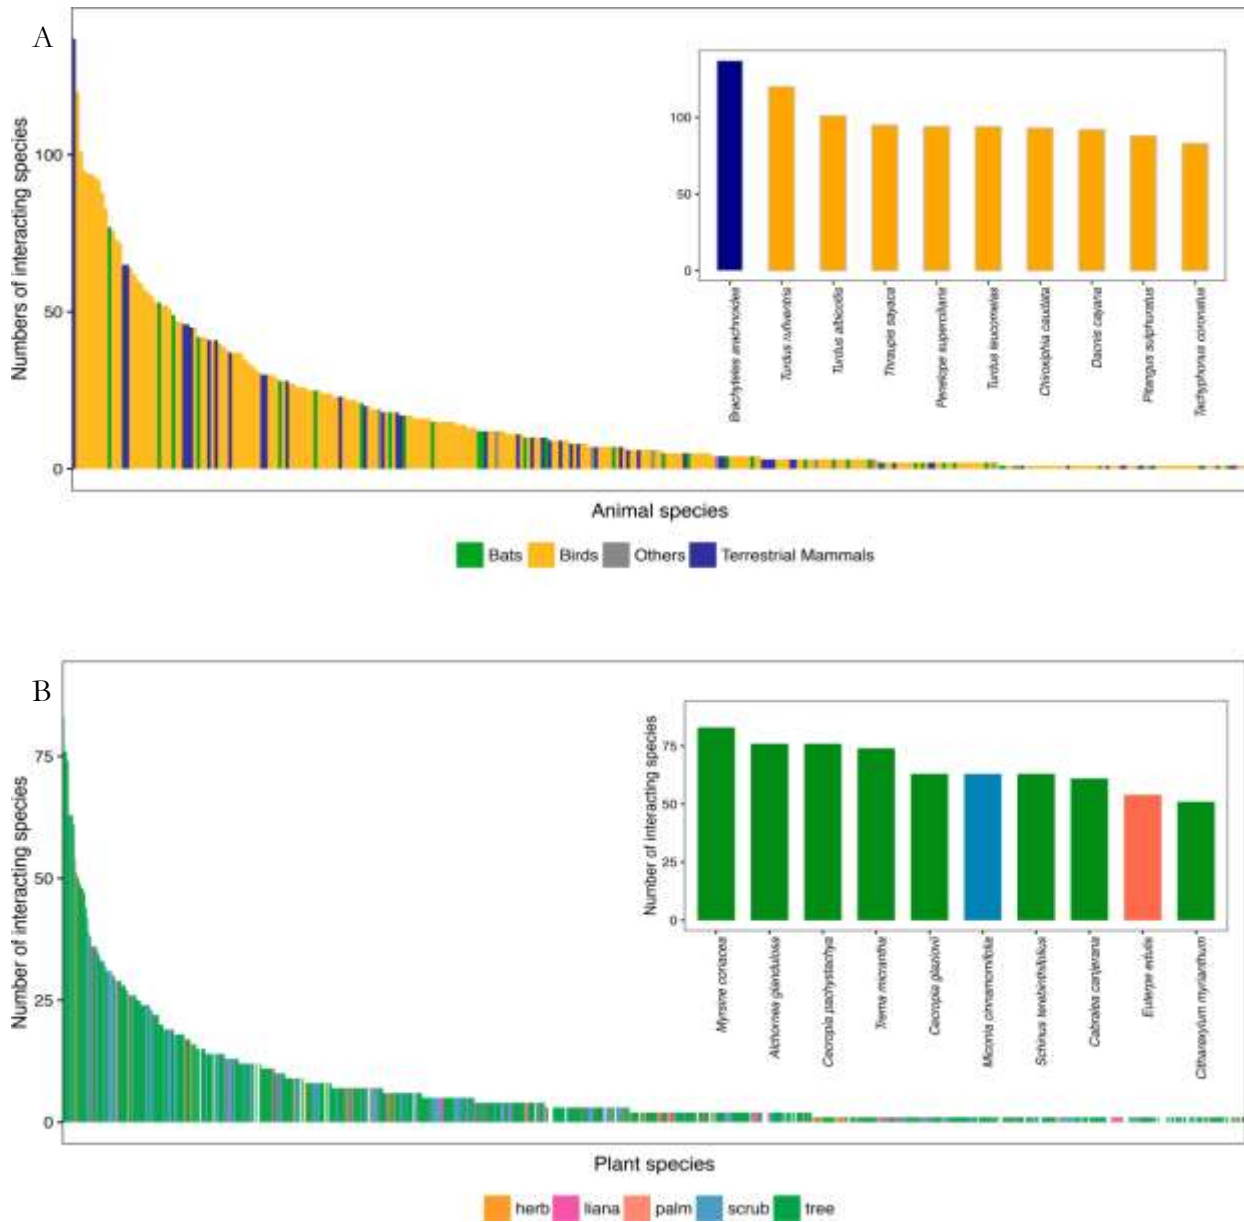 A
Numbers of interacting species
100
50
0
100
50
0
Brachyteles arachnoides
Turdus rufiventris
Turdus albicollis
Thraupis sayaca
Penelope superciliaris
Turdus leucomelas
Chiroxiphia caudata
Dacnis cayana
Pitangus sulphuratus
Tachyphonus coronatus
Animal species
Bats Birds Others Terrestrial Mammals
B
Number of interacting species
75
50
25
0
Number of interacting species
75
50
25
0
Myrsine coriacea
Alchornea glandulosa
Cecropia pachystachya
Trema micrantha
Cecropia glaziovii
Miconia cinnamomifolia
Schinus terebinthifolius
Cabralea canjerana
Euterpe edulis
Citharexylum myrianthum
Plant species
herb liana palm scrub tree